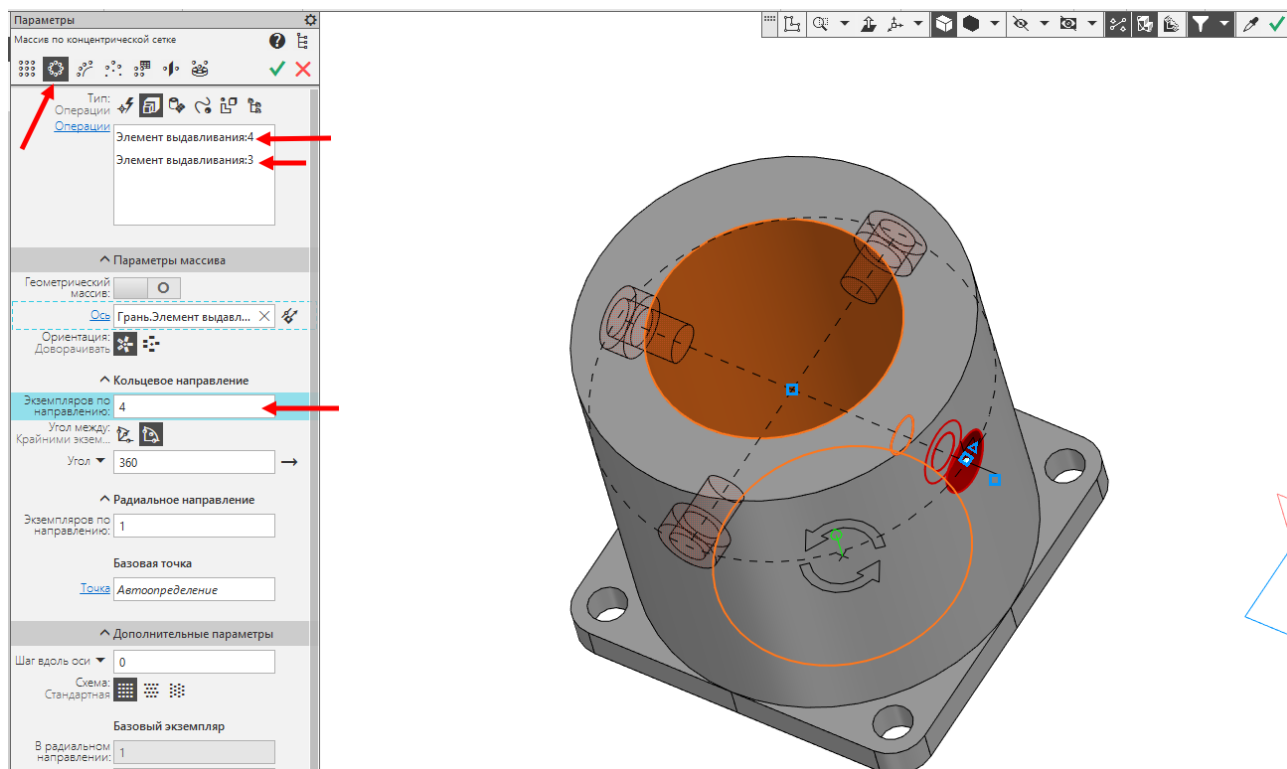 Параметры
Массив по концентрической сетке
Тип:
Операции
Операции
Элемент выдавливания:4
Элемент выдавливания:3
Параметры массива
Геометрический
массив:
Ось
Грань.Элемент выдавл...
Ориентация:
Доворачивать
Кольцевое направление
Экземпляров по
направлению:
4
Угол между:
Крайними экзем...
Угол
360
Радиальное направление
Экземпляров по
направлению:
1
Базовая точка
Точка
Автоопределение
Дополнительные параметры
Шаг вдоль оси
0
Схема:
Стандартная
Базовый экземпляр
В радиальном
направлении:
1